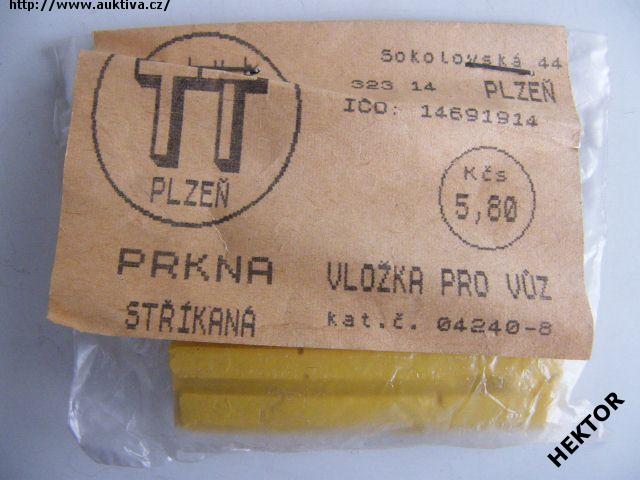 http://www.auktiva.cz/
Sokolovská 44
323 14 PLZEŇ
IČO: 14691914
TT
PLZEŇ
Kčs
5,80
PRKNA
STŘÍKANÁ
VLOŽKA PRO VŮZ
kat.č. 04240-8
HEKTOR